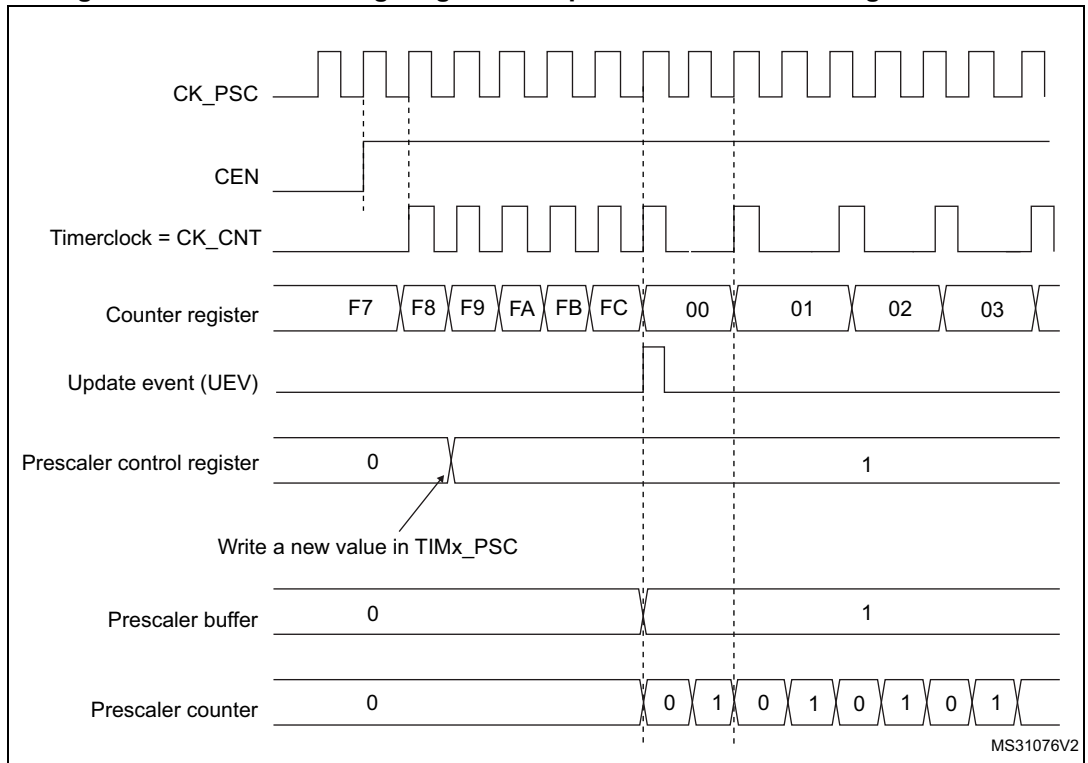 CK_PSC
CEN
Timerclock = CK_CNT
Counter register F7 F8 F9 FA FB FC 00 01 02 03
Update event (UEV)
Prescaler control register 0 1
Write a new value in TIMx_PSC
Prescaler buffer 0 1
Prescaler counter 0 0 1 0 1 0 1 0 1
MS31076V2